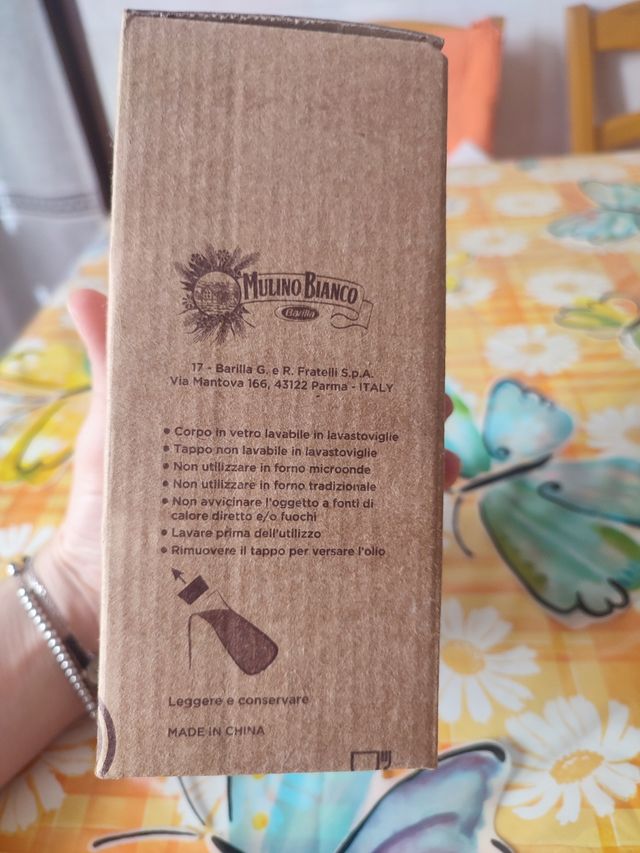 MULINO BIANCO
Barilla
17 - Barilla G. e R. Fratelli S.p.A.
Via Mantova 166, 43122 Parma - ITALY
• Corpo in vetro lavabile in lavastoviglie
• Tappo non lavabile in lavastoviglie
• Non utilizzare in forno microonde
• Non utilizzare in forno tradizionale
• Non avvicinare l'oggetto a fonti di
calore diretto e/o fuochi
• Lavare prima dell'utilizzo
• Rimuovere il tappo per versare l'olio
Leggere e conservare
MADE IN CHINA